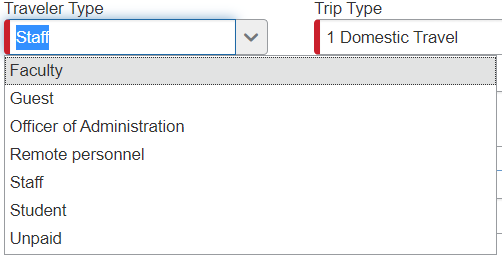 Traveler Type
Trip Type
Staff
1 Domestic Travel
Faculty
Guest
Officer of Administration
Remote personnel
Staff
Student
Unpaid